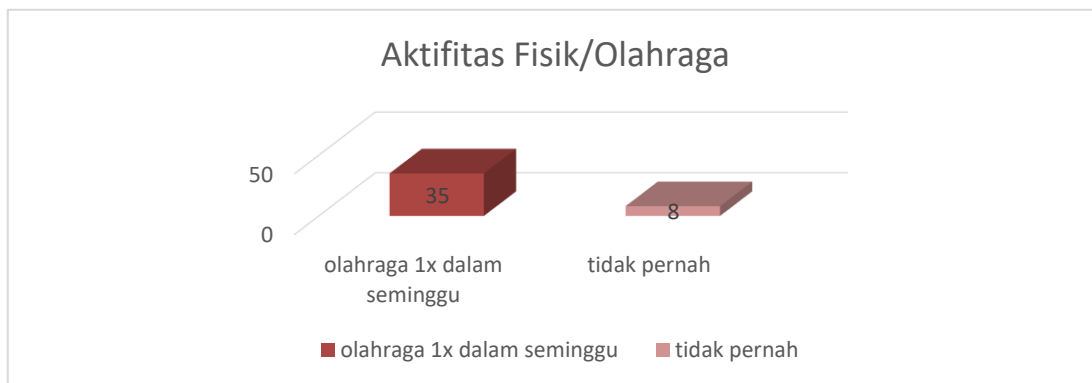 Aktifitas Fisik/Olahraga
50
0
35
8
olahraga 1x dalam
seminggu
tidak pernah
olahraga 1x dalam seminggu
tidak pernah